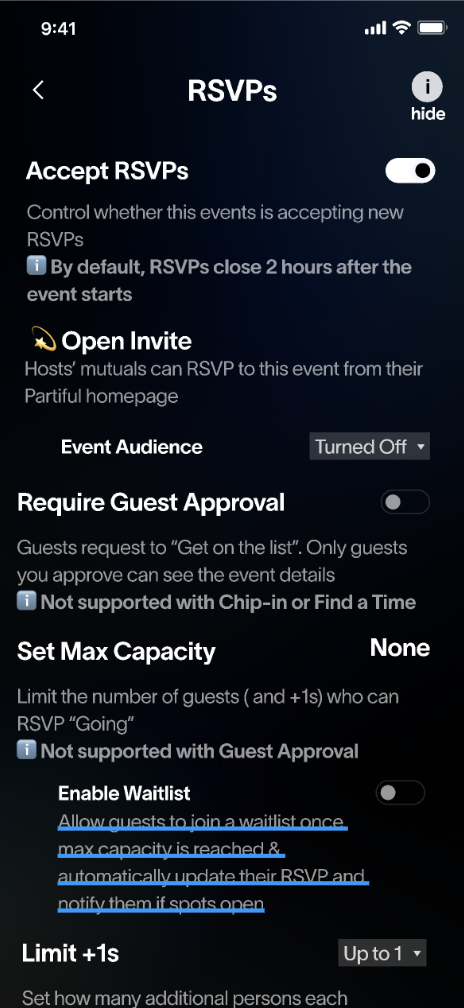 9:41
RSVPs
i
hide
Accept RSVPs
Control whether this events is accepting new
RSVPs
ℹ️ By default, RSVPs close 2 hours after the
event starts
💫 Open Invite
Hosts’ mutuals can RSVP to this event from their
Partiful homepage
Event Audience
Turned Off
Require Guest Approval
Guests request to “Get on the list”. Only guests
you approve can see the event details
ℹ️ Not supported with Chip-in or Find a Time
Set Max Capacity
None
Limit the number of guests ( and +1s) who can
RSVP “Going”
ℹ️ Not supported with Guest Approval
Enable Waitlist
Allow guests to join a waitlist once
max capacity is reached &
automatically update their RSVP and
notify them if spots open
Limit +1s
Up to 1
Set how many additional persons each